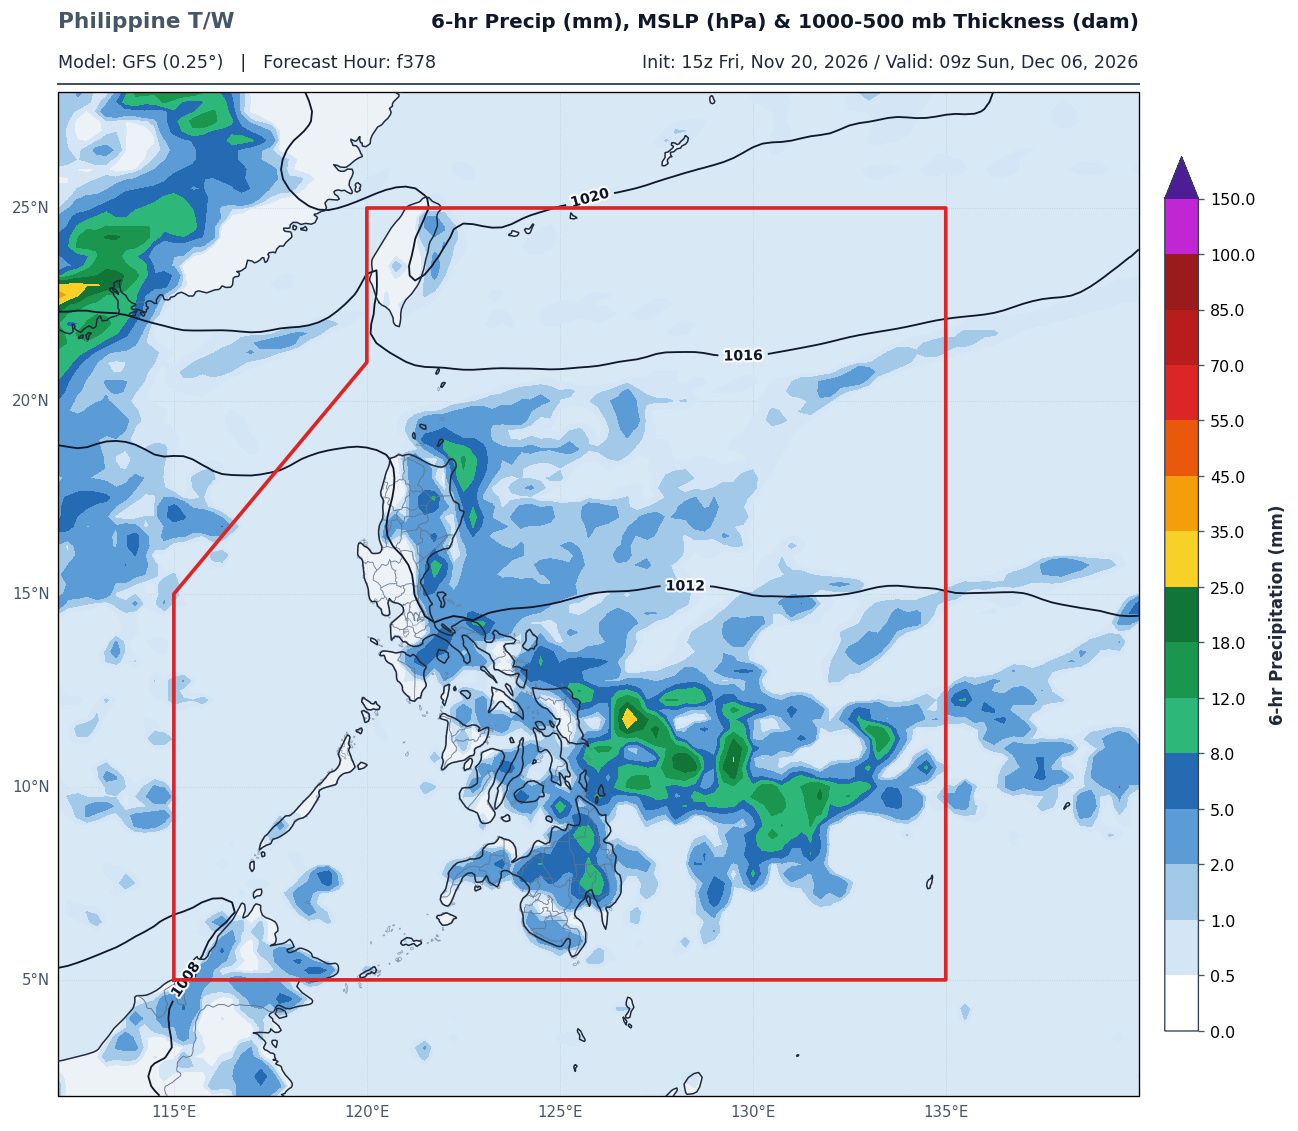 Philippine T/W
6-hr Precip (mm), MSLP (hPa) & 1000-500 mb Thickness (dam)
Model: GFS (0.25°) | Forecast Hour: f378
Init: 15z Fri, Nov 20, 2026 / Valid: 09z Sun, Dec 06, 2026
1020
1016
1012
1008
25°N
20°N
15°N
10°N
5°N
115°E
120°E
125°E
130°E
135°E
150.0
100.0
85.0
70.0
55.0
45.0
35.0
25.0
18.0
12.0
8.0
5.0
2.0
1.0
0.5
0.0
6-hr Precipitation (mm)